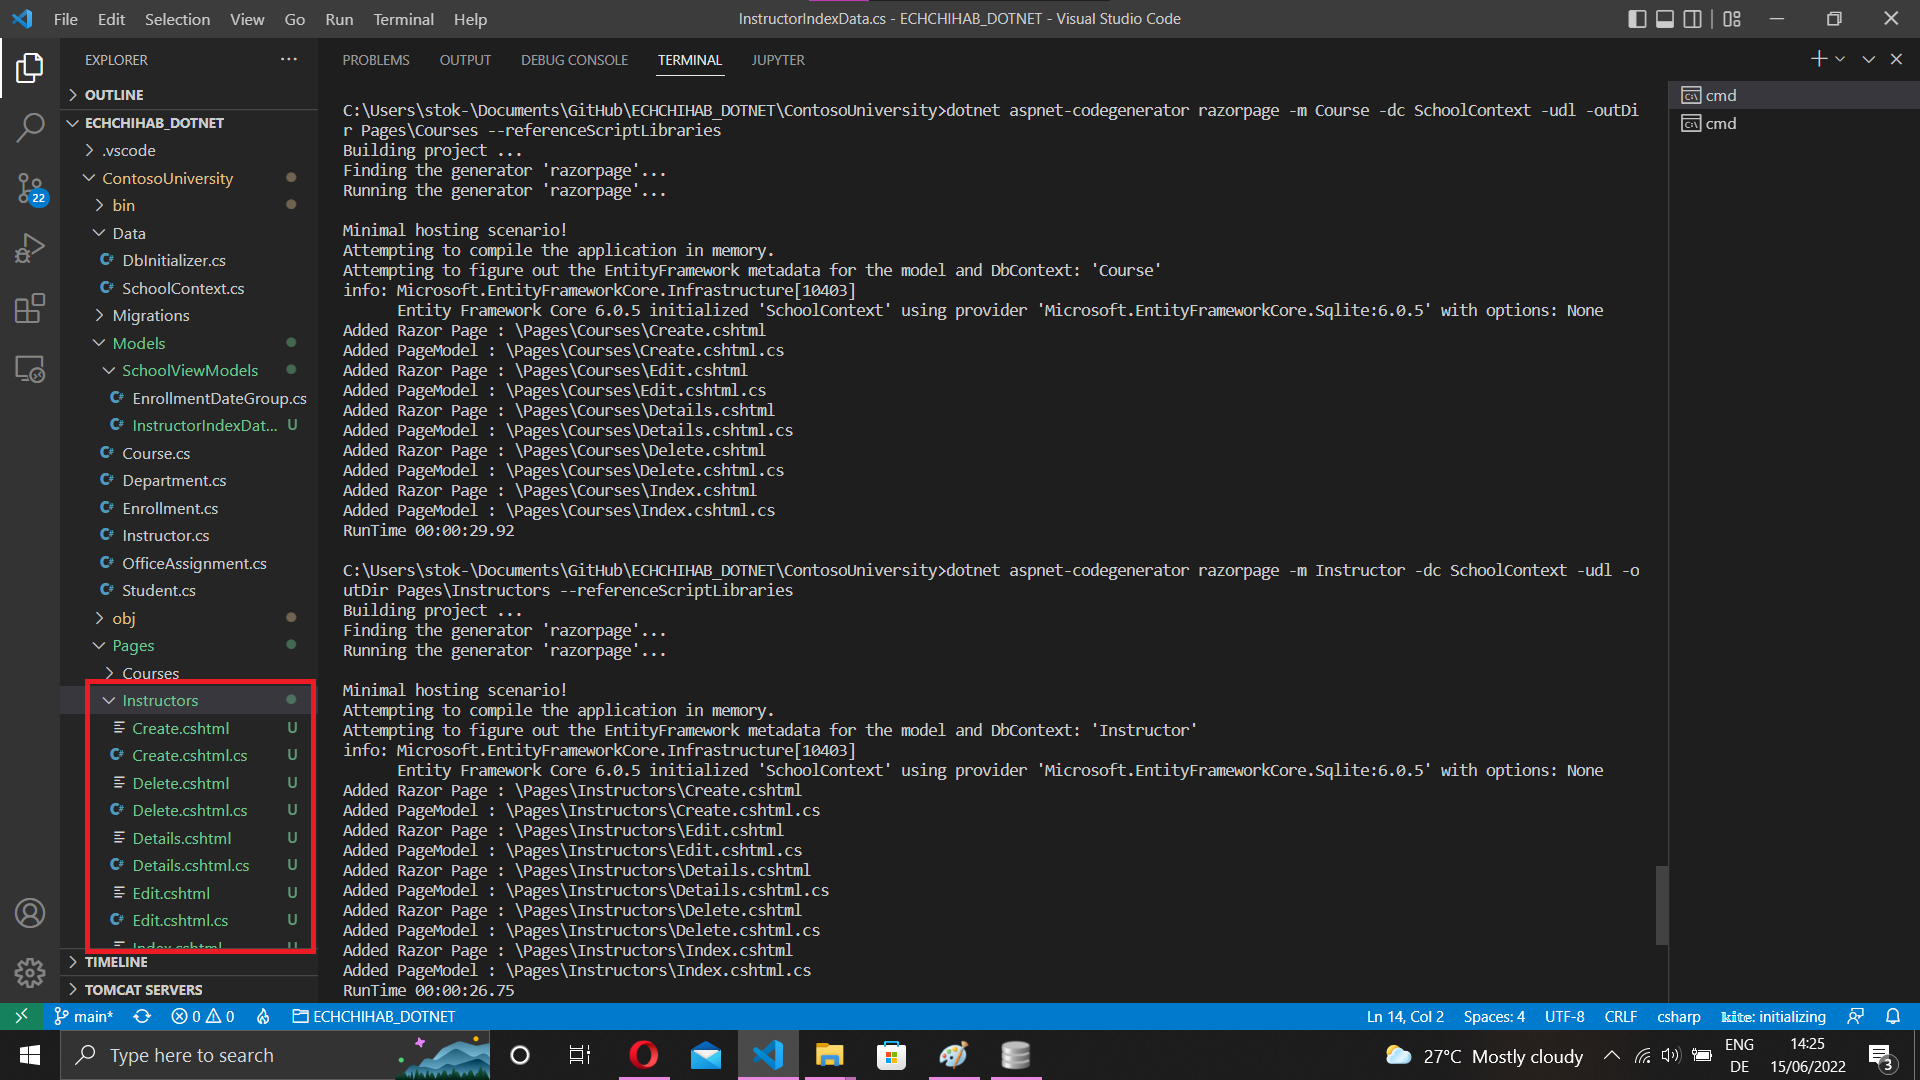 File Edit Selection View Go Run Terminal Help
InstructorIndexData.cs - ECHCHIHAB_DOTNET - Visual Studio Code
EXPLORER
OUTLINE
ECHCHIHAB_DOTNET
.vscode
ContosoUniversity
bin
Data
C# DbInitializer.cs
C# SchoolContext.cs
Migrations
Models
SchoolViewModels
C# EnrollmentDateGroup.cs
C# InstructorIndexDat... U
C# Course.cs
C# Department.cs
C# Enrollment.cs
C# Instructor.cs
C# OfficeAssignment.cs
C# Student.cs
obj
Pages
Courses
Instructors
Create.cshtml U
C# Create.cshtml.cs U
Delete.cshtml U
C# Delete.cshtml.cs U
Details.cshtml U
C# Details.cshtml.cs U
Edit.cshtml U
C# Edit.cshtml.cs U
Index.cshtml U
TIMELINE
TOMCAT SERVERS
22
PROBLEMS OUTPUT DEBUG CONSOLE TERMINAL JUPYTER
C:\Users\stok-\Documents\GitHub\ECHCHIHAB_DOTNET\ContosoUniversity>dotnet aspnet-codegenerator razorpage -m Course -dc SchoolContext -udl -outDi
r Pages\Courses --referenceScriptLibraries
Building project ...
Finding the generator 'razorpage'...
Running the generator 'razorpage'...
Minimal hosting scenario!
Attempting to compile the application in memory.
Attempting to figure out the EntityFramework metadata for the model and DbContext: 'Course'
info: Microsoft.EntityFrameworkCore.Infrastructure[10403]
Entity Framework Core 6.0.5 initialized 'SchoolContext' using provider 'Microsoft.EntityFrameworkCore.Sqlite:6.0.5' with options: None
Added Razor Page : \Pages\Courses\Create.cshtml
Added PageModel : \Pages\Courses\Create.cshtml.cs
Added Razor Page : \Pages\Courses\Edit.cshtml
Added PageModel : \Pages\Courses\Edit.cshtml.cs
Added Razor Page : \Pages\Courses\Details.cshtml
Added PageModel : \Pages\Courses\Details.cshtml.cs
Added Razor Page : \Pages\Courses\Delete.cshtml
Added PageModel : \Pages\Courses\Delete.cshtml.cs
Added Razor Page : \Pages\Courses\Index.cshtml
Added PageModel : \Pages\Courses\Index.cshtml.cs
RunTime 00:00:29.92
C:\Users\stok-\Documents\GitHub\ECHCHIHAB_DOTNET\ContosoUniversity>dotnet aspnet-codegenerator razorpage -m Instructor -dc SchoolContext -udl -o
utDir Pages\Instructors --referenceScriptLibraries
Building project ...
Finding the generator 'razorpage'...
Running the generator 'razorpage'...
Minimal hosting scenario!
Attempting to compile the application in memory.
Attempting to figure out the EntityFramework metadata for the model and DbContext: 'Instructor'
info: Microsoft.EntityFrameworkCore.Infrastructure[10403]
Entity Framework Core 6.0.5 initialized 'SchoolContext' using provider 'Microsoft.EntityFrameworkCore.Sqlite:6.0.5' with options: None
Added Razor Page : \Pages\Instructors\Create.cshtml
Added PageModel : \Pages\Instructors\Create.cshtml.cs
Added Razor Page : \Pages\Instructors\Edit.cshtml
Added PageModel : \Pages\Instructors\Edit.cshtml.cs
Added Razor Page : \Pages\Instructors\Details.cshtml
Added PageModel : \Pages\Instructors\Details.cshtml.cs
Added Razor Page : \Pages\Instructors\Delete.cshtml
Added PageModel : \Pages\Instructors\Delete.cshtml.cs
Added Razor Page : \Pages\Instructors\Index.cshtml
Added PageModel : \Pages\Instructors\Index.cshtml.cs
RunTime 00:00:26.75
cmd
cmd
main* 0 0 ECHCHIHAB_DOTNET
Ln 14, Col 2 Spaces: 4 UTF-8 CRLF csharp kite: initializing
Type here to search
27°C Mostly cloudy
ENG
DE
14:25
15/06/2022
3